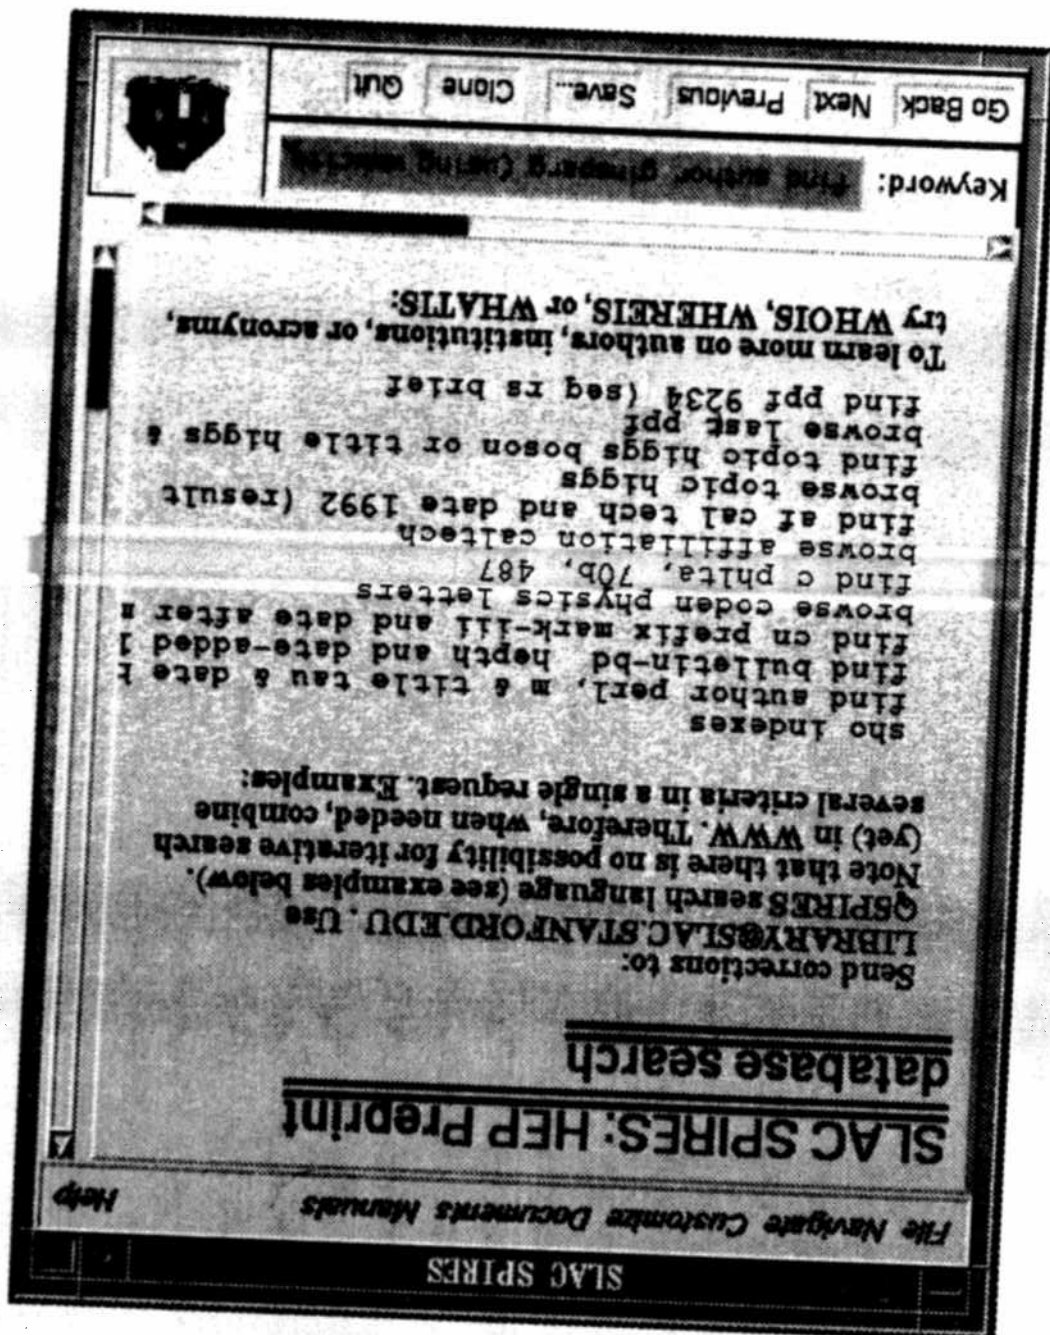 SLAC SPIRES
File Navigate Customize Documents Manuals Help
SLAC SPIRES: HEP Preprint
database search
Send corrections to:
LIBRARY@SLAC.STANFORD.EDU . Use
QSPIRES search language (see examples below).
Note that there is no possibility for iterative search
(yet) in WWW. Therefore, when needed, combine
several criteria in a single request. Examples:
sho indexes
find author perl, m & title tau & date
find bulletin-bd hepth and date-added
find cn prefix mark-iii and date after
browse coden physics letters
find c phlta, 70b, 487
browse affiliation caltech
find af cal tech and date 1992 (result
browse topic higgs
find topic higgs boson or title higgs &
browse last ppf
find ppf 9234 (seq rs brief
To learn more on authors, institutions, or acronyms,
try WHOIS, WHEREIS, or WHATIS:
Keyword: find author ginsparg (using
Go Back Next Previous Save... Clone Quit